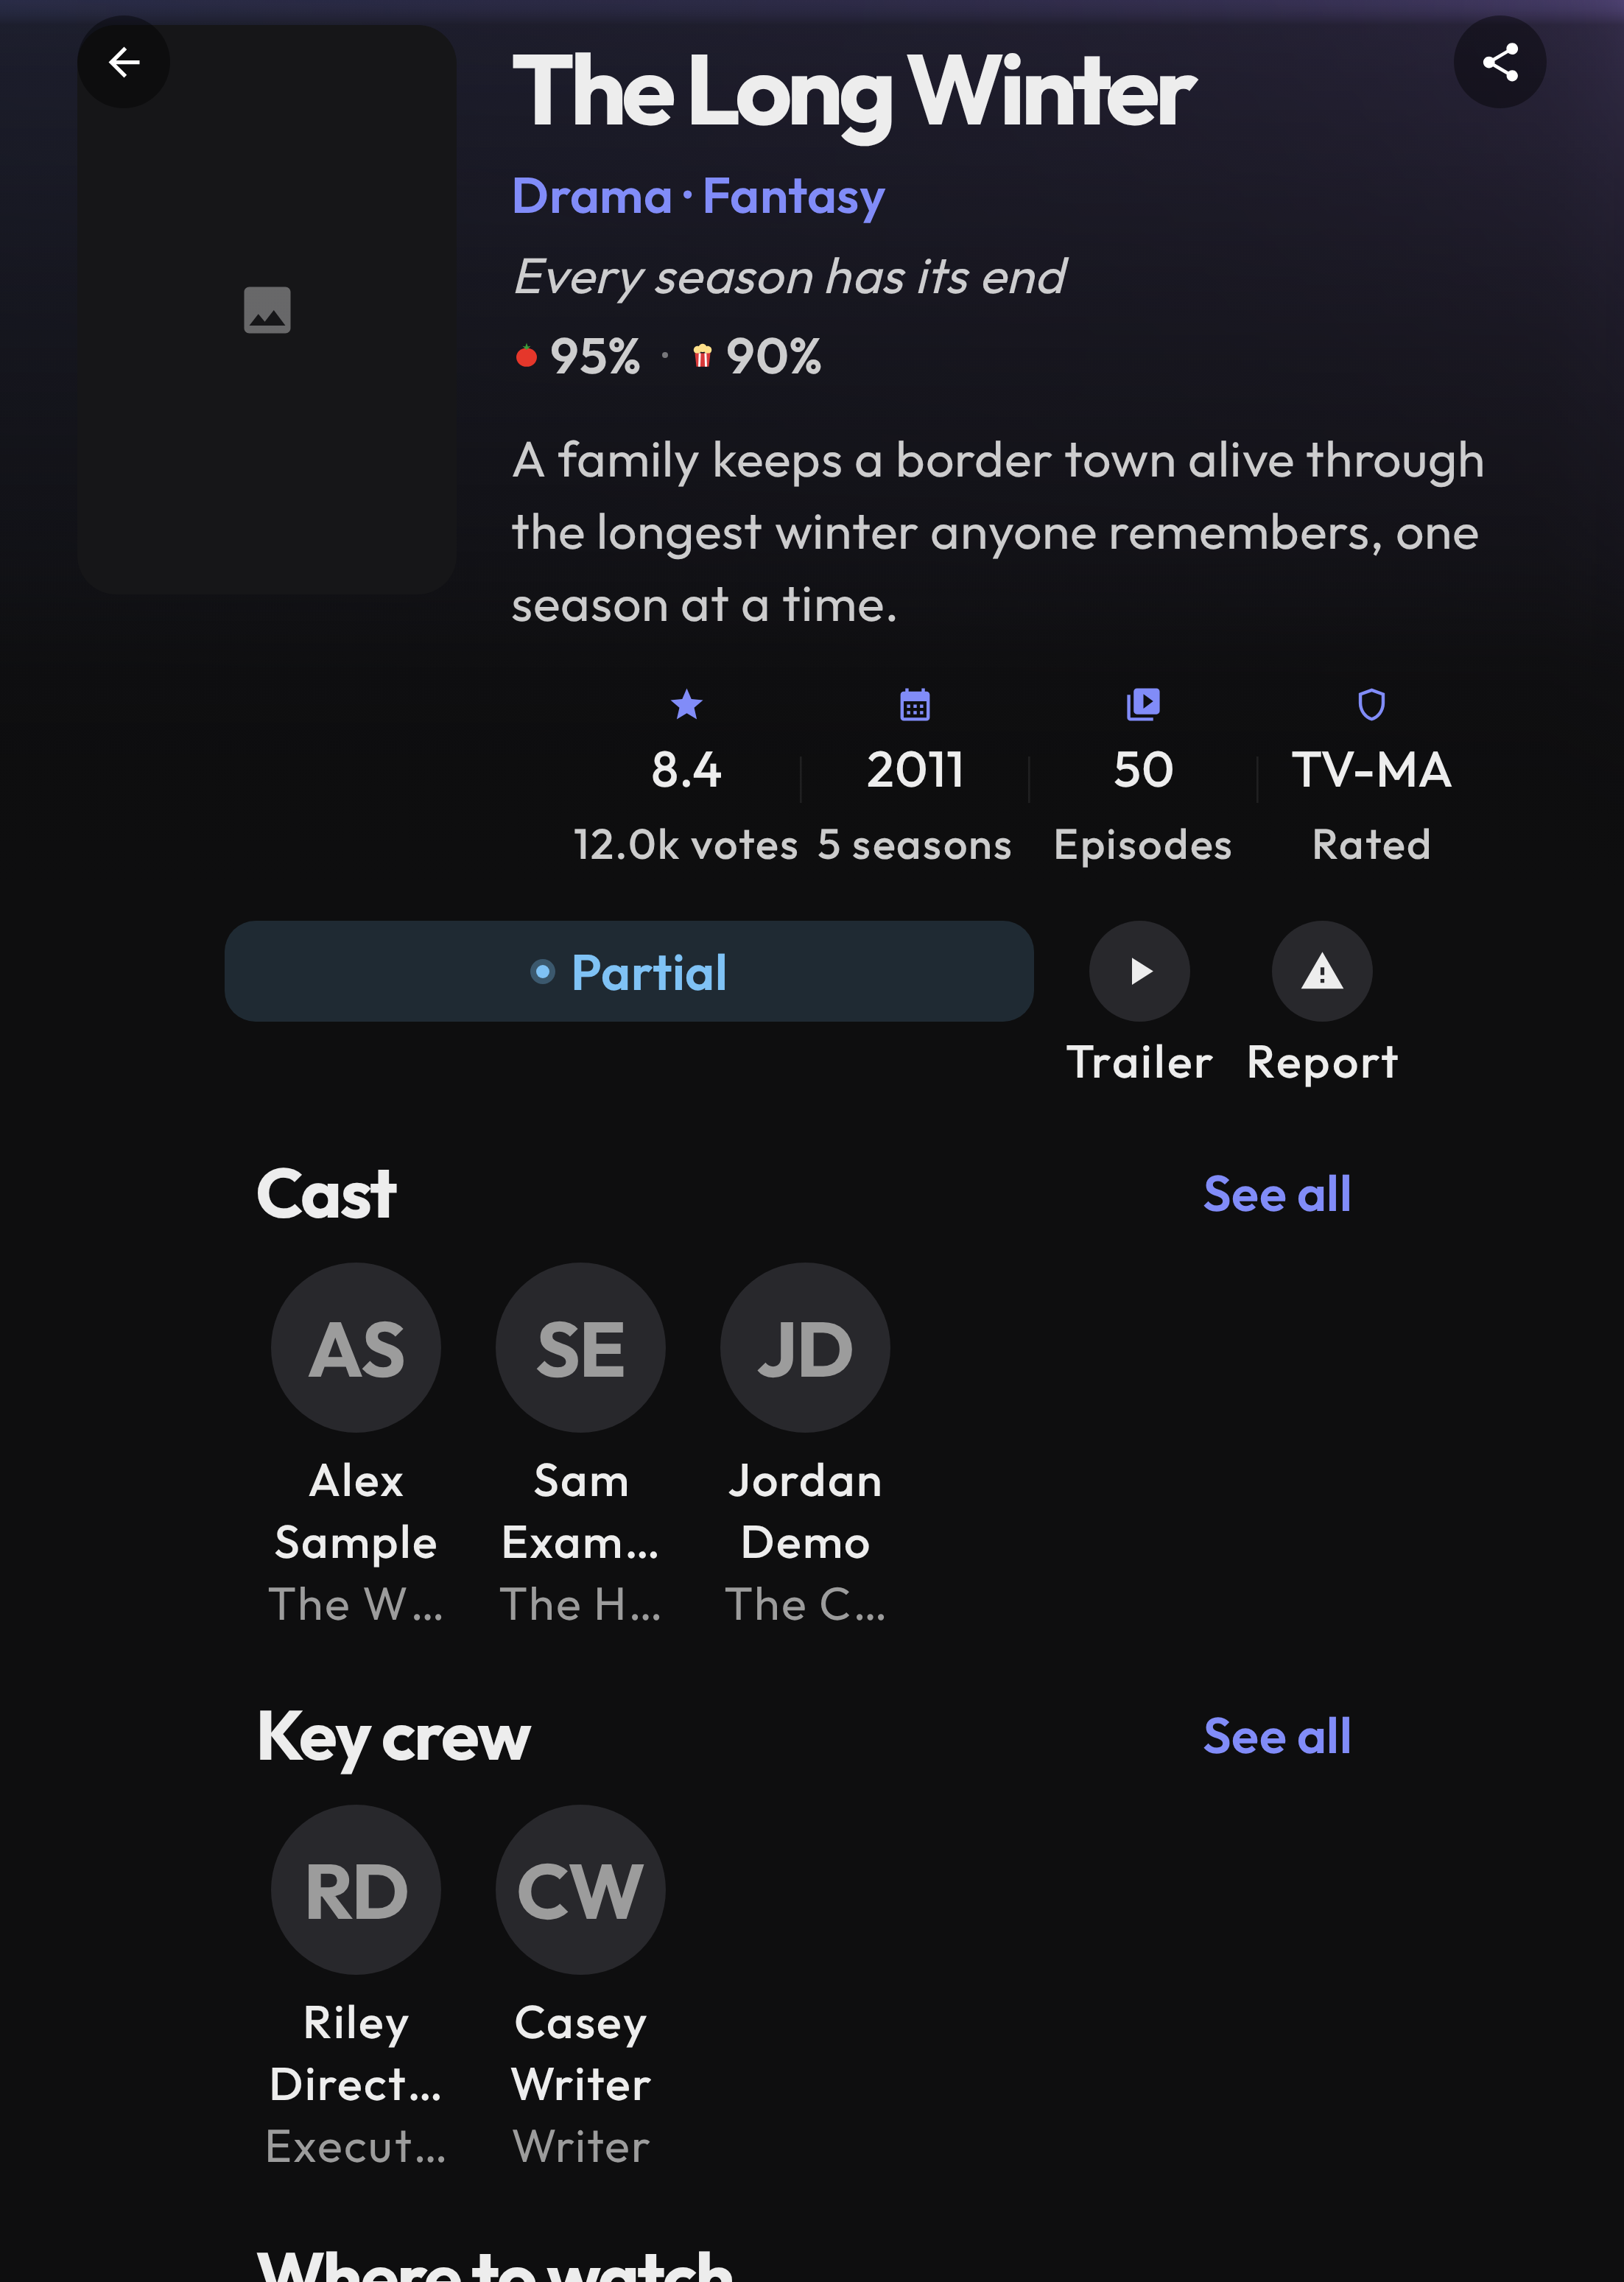 The Long Winter
Drama · Fantasy
Every season has its end
95% · 90%
A family keeps a border town alive through
the longest winter anyone remembers, one
season at a time.
8.4 2011 50 TV-MA
12.0k votes 5 seasons Episodes Rated
Partial
Trailer Report
Cast See all
AS SE JD
Alex Sam Jordan
Sample Exam... Demo
The W... The H... The C...
Key crew See all
RD CW
Riley Casey
Direct... Writer
Execut... Writer
Where to watch